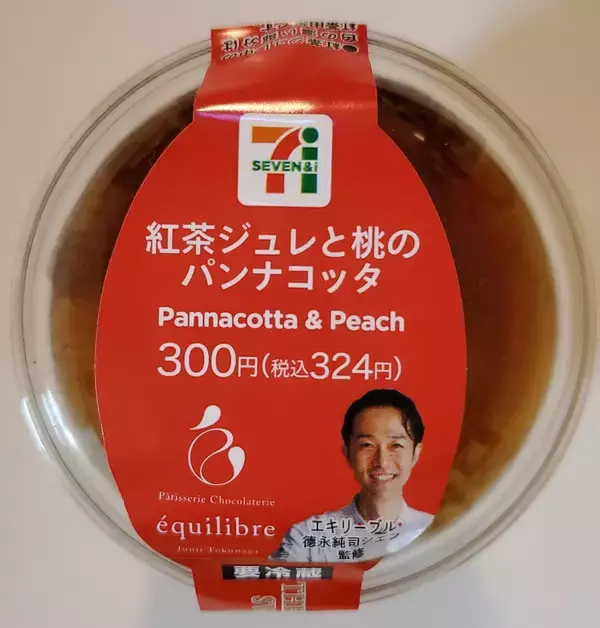 SEVEN&i
紅茶ジュレと桃の
パンナコッタ
Pannacotta & Peach
300円(税込324円)
Pâtisserie Chocolaterie
équilibre
Junji Tokunaga
エキリーブル・
徳永純司シェフ
監修
要冷蔵
THE